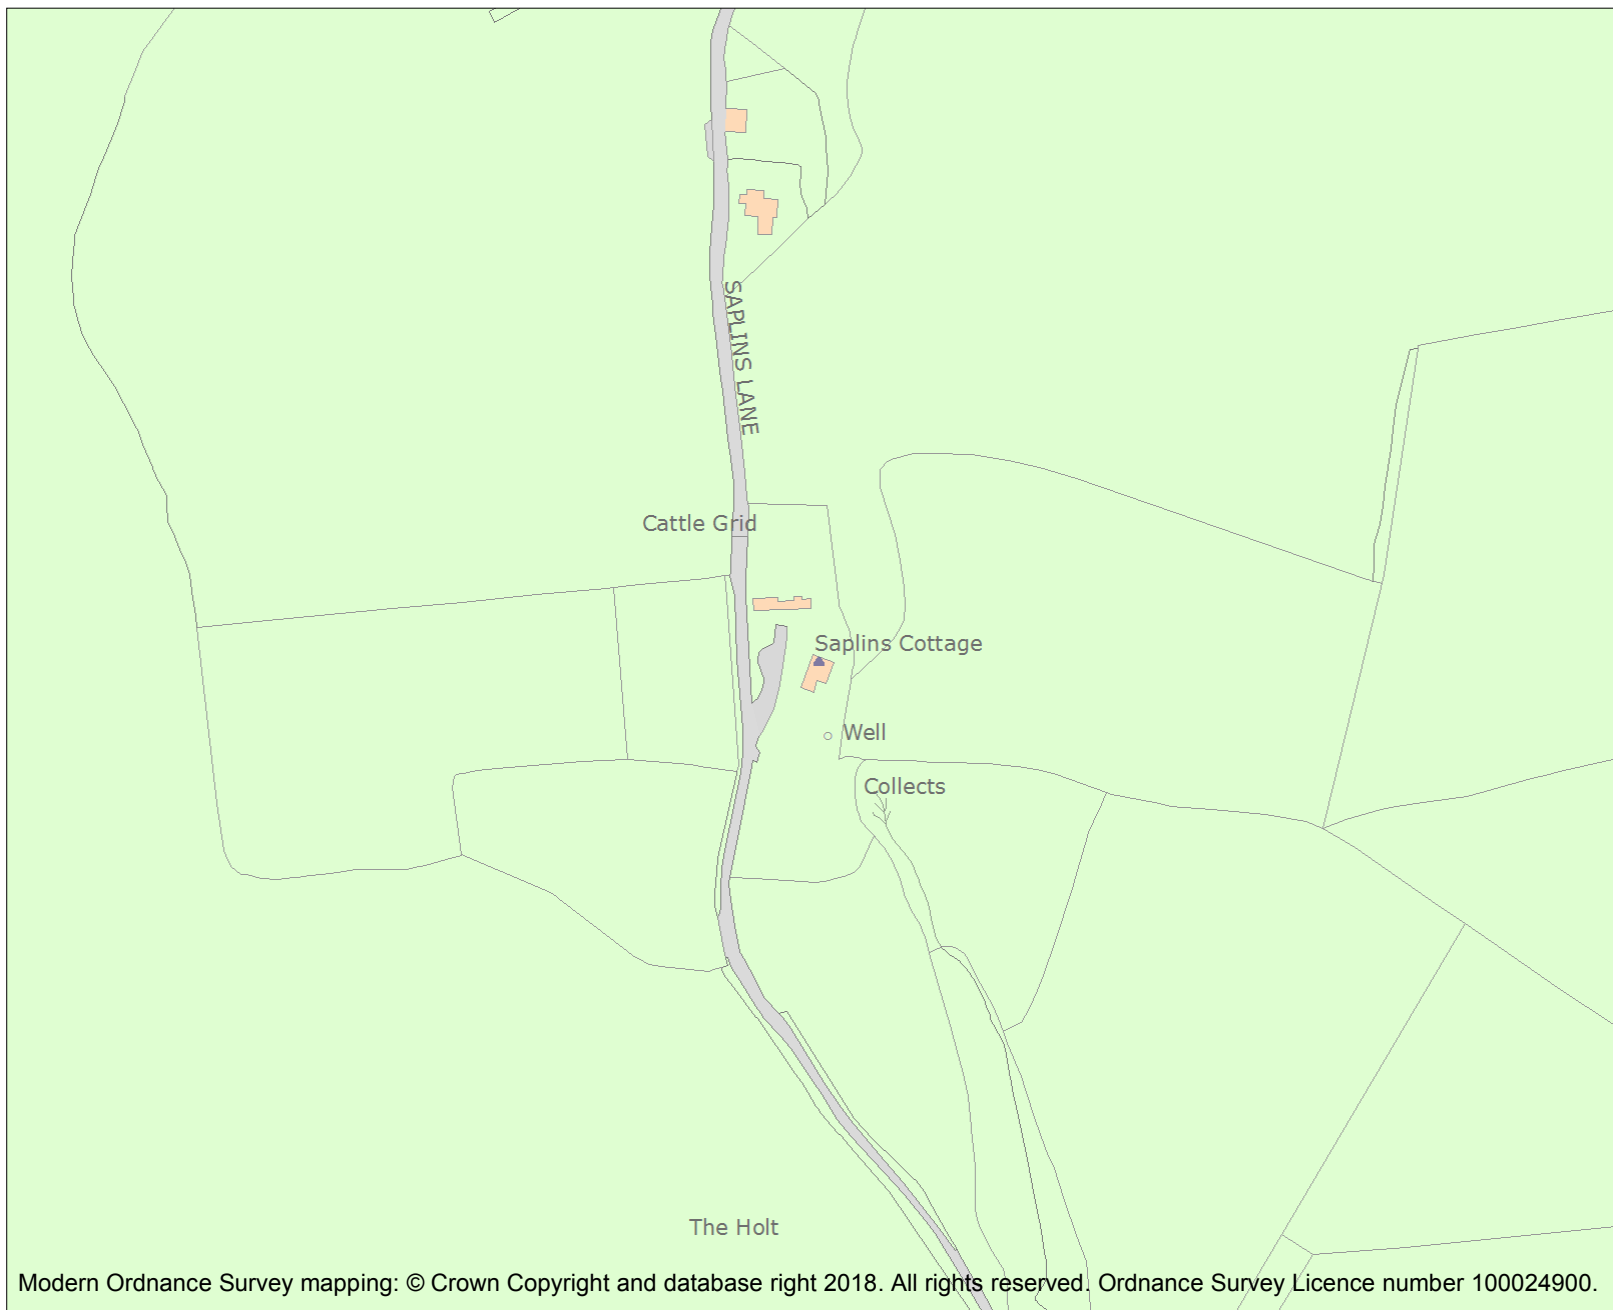 SAPLINS LANE
Cattle Grid
Saplins Cottage
Well
Collects
The Holt
Modern Ordnance Survey mapping: © Crown Copyright and database right 2018. All rights reserved. Ordnance Survey Licence number 100024900.